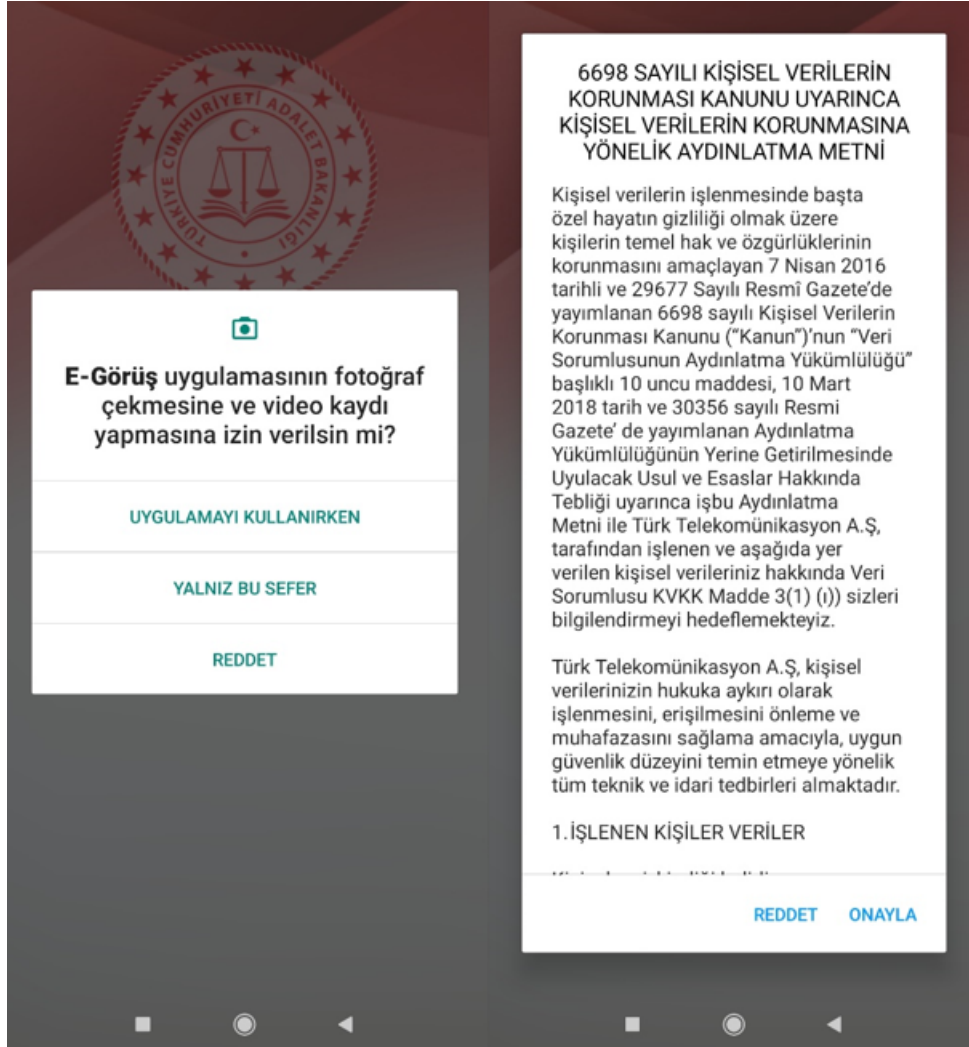 TÜRKİYE CUMHURİYETİ ADALET BAKANLIĞI
E-Görüş uygulamasının fotoğraf
çekmesine ve video kaydı
yapmasına izin verilsin mi?
UYGULAMAYI KULLANIRKEN
YALNIZ BU SEFER
REDDET
6698 SAYILI KİŞİSEL VERİLERİN
KORUNMASI KANUNU UYARINCA
KİŞİSEL VERİLERİN KORUNMASINA
YÖNELİK AYDINLATMA METNİ
Kişisel verilerin işlenmesinde başta
özel hayatın gizliliği olmak üzere
kişilerin temel hak ve özgürlüklerinin
korunmasını amaçlayan 7 Nisan 2016
tarihli ve 29677 Sayılı Resmî Gazete’de
yayımlanan 6698 sayılı Kişisel Verilerin
Korunması Kanunu (“Kanun”)’nun “Veri
Sorumlusunun Aydınlatma Yükümlülüğü”
başlıklı 10 uncu maddesi, 10 Mart
2018 tarih ve 30356 sayılı Resmi
Gazete’ de yayımlanan Aydınlatma
Yükümlülüğünün Yerine Getirilmesinde
Uyulacak Usul ve Esaslar Hakkında
Tebliği uyarınca işbu Aydınlatma
Metni ile Türk Telekomünikasyon A.Ş,
tarafından işlenen ve aşağıda yer
verilen kişisel verileriniz hakkında Veri
Sorumlusu KVKK Madde 3(1) (ı)) sizleri
bilgilendirmeyi hedeflemekteyiz.
Türk Telekomünikasyon A.Ş, kişisel
verilerinizin hukuka aykırı olarak
işlenmesini, erişilmesini önleme ve
muhafazasını sağlama amacıyla, uygun
güvenlik düzeyini temin etmeye yönelik
tüm teknik ve idari tedbirleri almaktadır.
1. İŞLENEN KİŞİLER VERİLER
REDDET ONAYLA